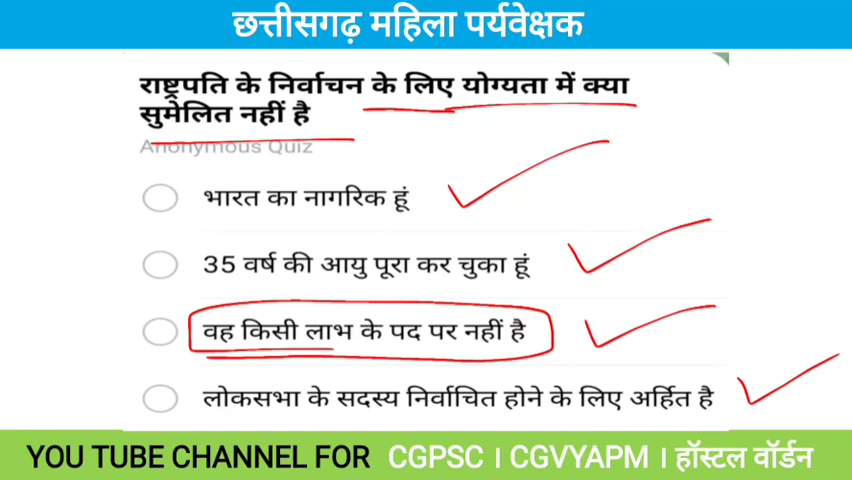 छत्तीसगढ़ महिला पर्यवेक्षक
राष्ट्रपति के निर्वाचन के लिए योग्यता में क्या
सुमेलित नहीं है
Anonymous Quiz
भारत का नागरिक हूं
35 वर्ष की आयु पूरा कर चुका हूं
वह किसी लाभ के पद पर नहीं है
लोकसभा के सदस्य निर्वाचित होने के लिए अर्हित है
YOU TUBE CHANNEL FOR CGPSC । CGVYAPM । हॉस्टल वॉर्डन